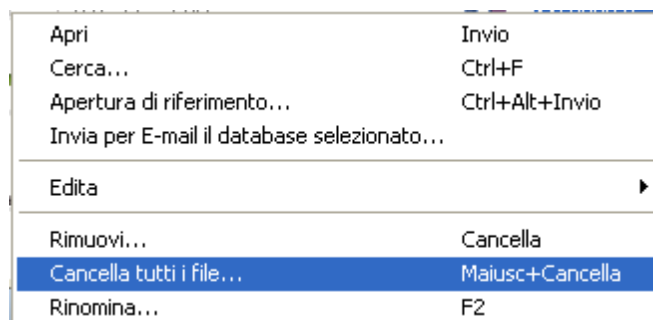 Apri Invio
Cerca... Ctrl+F
Apertura di riferimento... Ctrl+Alt+Invio
Invia per E-mail il database selezionato...
Edita
Rimuovi... Cancella
Cancella tutti i file... Maiusc+Cancella
Rinomina... F2